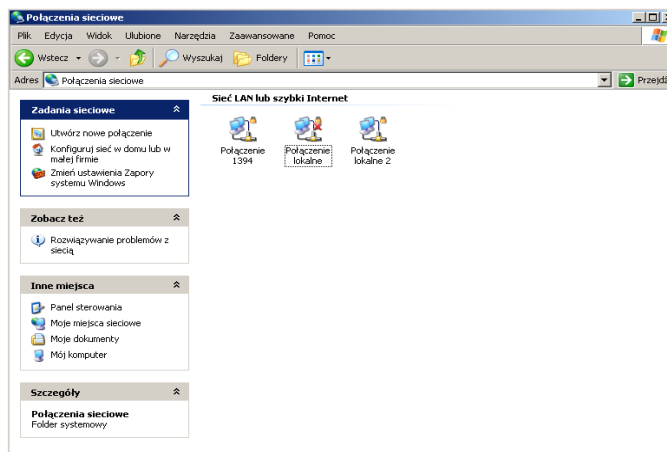 Połączenia sieciowe
Plik Edycja Widok Ulubione Narzędzia Zaawansowane Pomoc
Wstecz Wyszukaj Foldery
Adres Połączenia sieciowe Przejdź
Zadania sieciowe
Utwórz nowe połączenie
Konfiguruj sieć w domu lub w
małej firmie
Zmień ustawienia Zapory
systemu Windows
Zobacz też
Rozwiązywanie problemów z
siecią
Inne miejsca
Panel sterowania
Moje miejsca sieciowe
Moje dokumenty
Mój komputer
Szczegóły
Połączenia sieciowe
Folder systemowy
Sieć LAN lub szybki Internet
Połączenie
1394
Połączenie
lokalne
Połączenie
lokalne 2